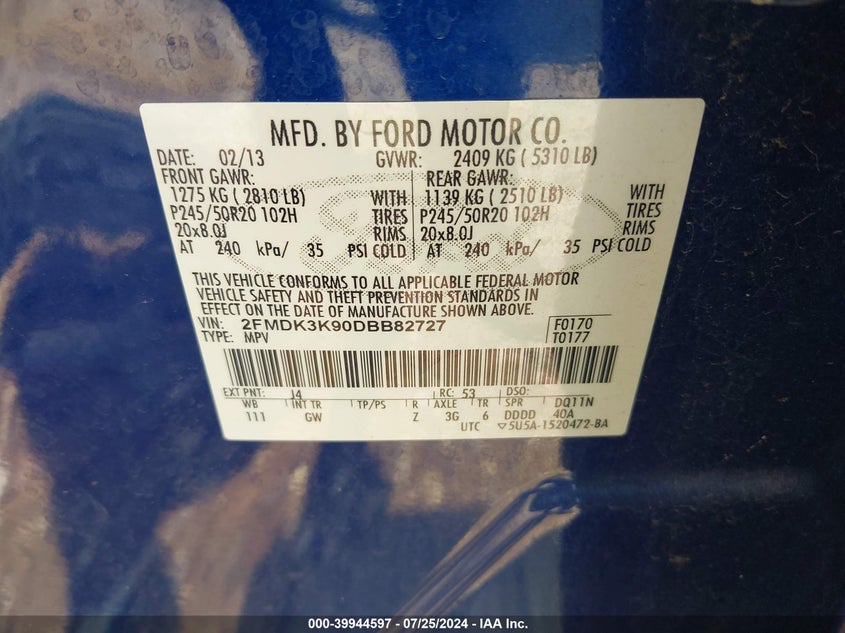 MFD. BY FORD MOTOR CO.
DATE: 02/13 GVWR: 2409 KG ( 5310 LB)
FRONT GAWR: REAR GAWR:
1275 KG ( 2810 LB) WITH 1139 KG ( 2510 LB) WITH
P245/50R20 102H TIRES P245/50R20 102H TIRES
20x8.0J RIMS 20x8.0J RIMS
AT 240 kPa/ 35 PSI COLD AT 240 kPa/ 35 PSI COLD
THIS VEHICLE CONFORMS TO ALL APPLICABLE FEDERAL MOTOR
VEHICLE SAFETY AND THEFT PREVENTION STANDARDS IN
EFFECT ON THE DATE OF MANUFACTURE SHOWN ABOVE.
VIN: 2FMDK3K90DBB82727 F0170
TYPE: MPV T0177
EXT PNT: J4 RC: 53 DSO:
WB INT TR TP/PS R AXLE TR SPR DQ11N
111 GW Z 3G 6 DDDD 40A
UTC ▽5U5A-1520472-BA
000-39944597 - 07/25/2024 - IAA Inc.